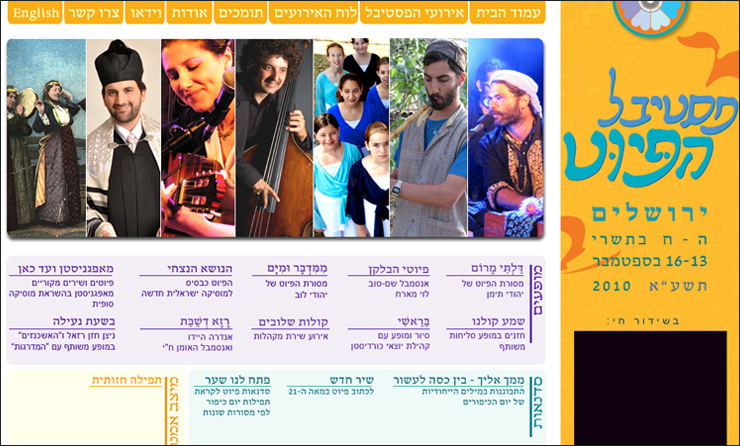 עמוד הבית
אירועי הפסטיבל
לוח האירועים
תומכים
אודות
וידאו
צרו קשר
English
פסטיבל
הפיוט
ירושלים
ה - ח בתשרי
16-13 בספטמבר
תשע"א 2010
בשידור חי:
מופעים
דַּלְתֵי מָרוֹם
מסורת הפיוט של
יהודי תימן
פיוטי הבלקן
אנסמבל שם-טוב
לוי מארח
מִמִּדְבָּר וּמִיָּם
מסורת הפיוט של
יהודי לוב
הנושא הנצחי
הפיוט כבסיס
למוסיקה ישראלית חדשה
מאפגניסטן ועד כאן
פיוטים ושירים מקוריים
מאפגניסטן בהשראת מוסיקה
סופית
שמע קולנו
חזנים במופע סליחות
משותף
בַּרָאשִׁי
סיור ומופע עם
קהילת יוצאי כורדיסטן
קולות שלובים
אירוע שירת מקהלות
רָזָא דְשַׁבַּת
אנדרה היידו
ואנסמבל האומן ח"י
בשעת נעילה
ניצן חזן רזאל ו"האשכנזים"
במופע משותף עם "המדרגות"
סדנאות
ממך אליך - בין כסה לעשור
התבוננות במילים הייחודיות
של יום הכיפורים
שיר חדש
לכתוב פיוט במאה ה-21
פתח לנו שער
סדנאות פיוט לקראת
תפילות יום כיפור
לפי מסורות שונות
תפילה חזותית